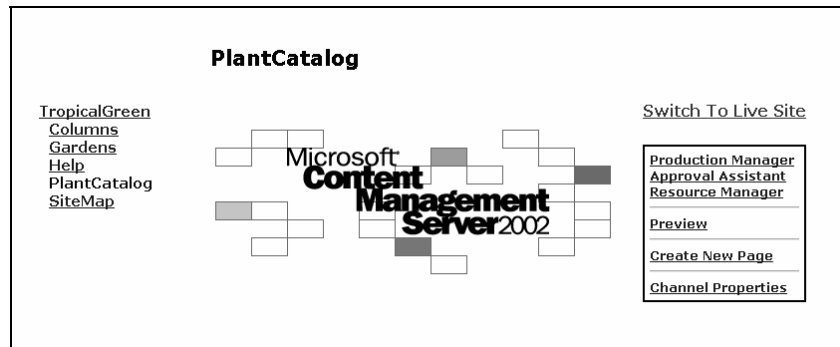 PlantCatalog
TropicalGreen
Columns
Gardens
Help
PlantCatalog
SiteMap
Microsoft
Content
Management
Server2002
Switch To Live Site
Production Manager
Approval Assistant
Resource Manager
Preview
Create New Page
Channel Properties